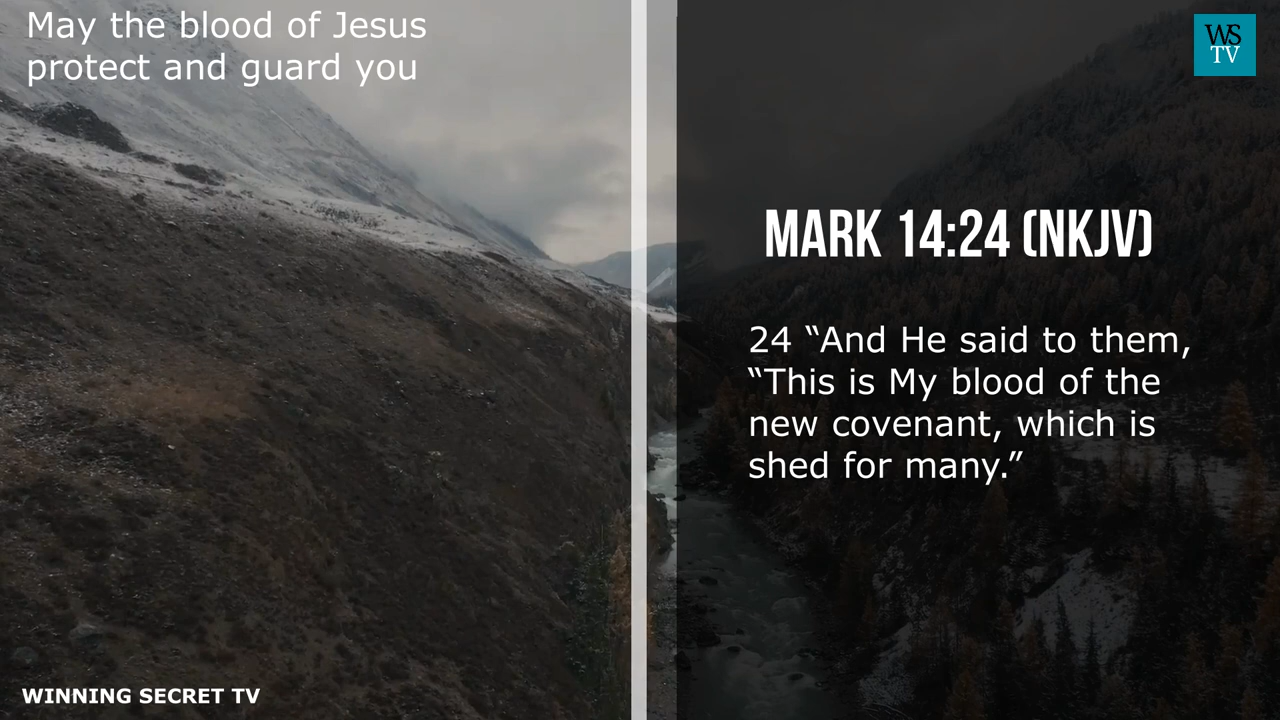 May the blood of Jesus
protect and guard you
WS
TV
MARK 14:24 (NKJV)
24 “And He said to them,
“This is My blood of the
new covenant, which is
shed for many.”
WINNING SECRET TV